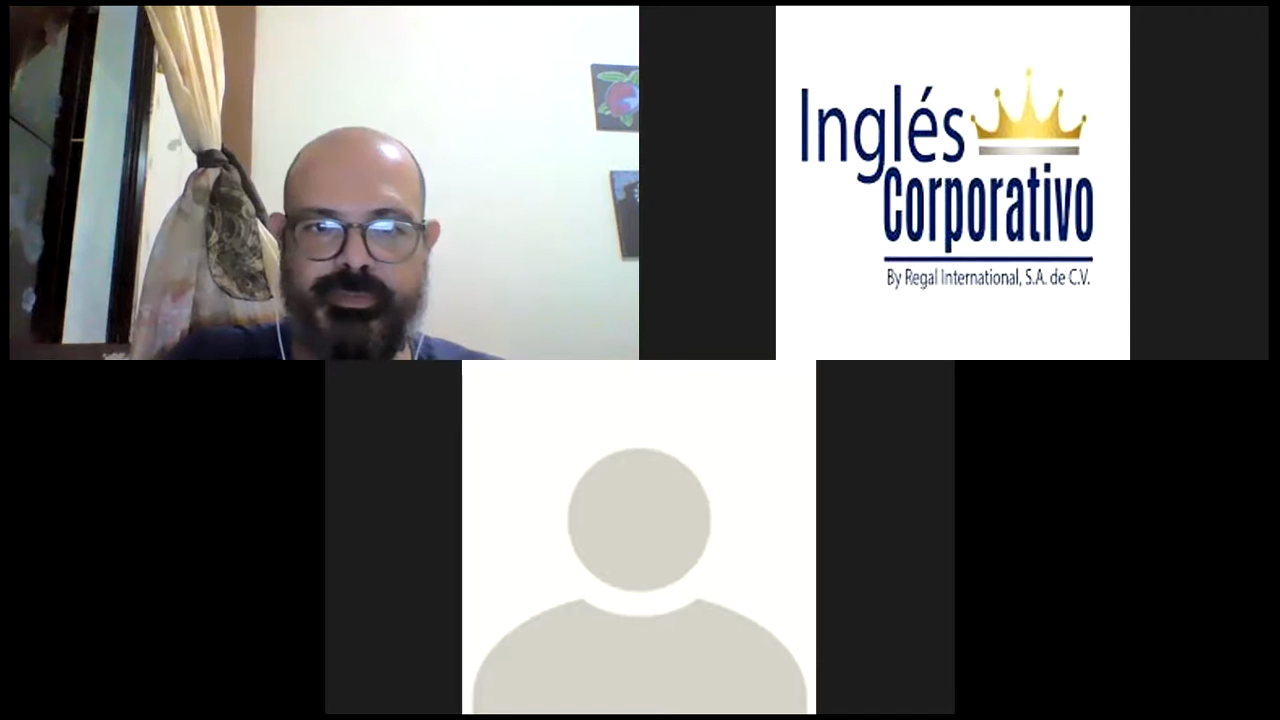 Inglés
Corporativo
By Regal International, S.A. de C.V.